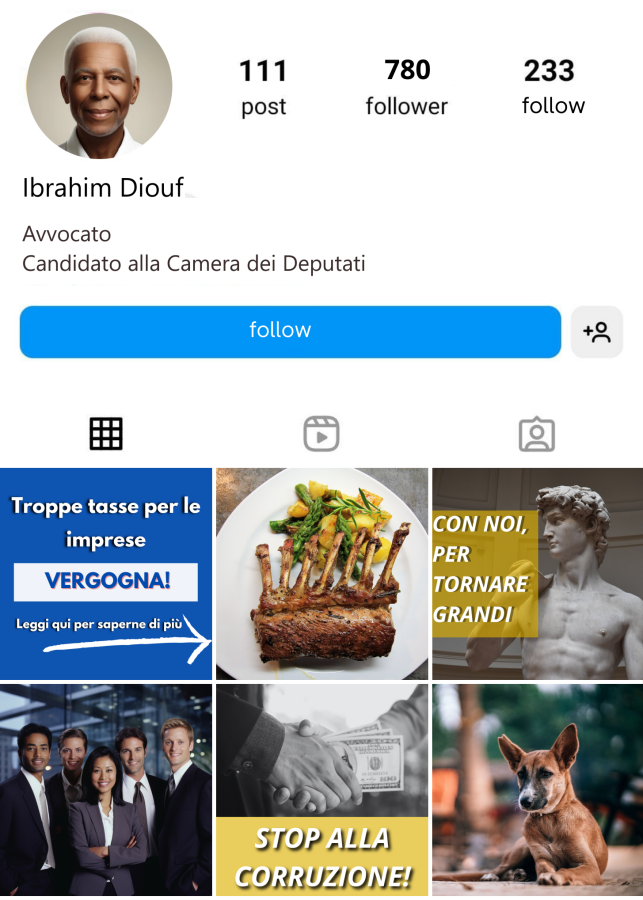 111
780
233
post
follower
follow
Ibrahim Diouf
Avvocato
Candidato alla Camera dei Deputati
follow
Troppe tasse per le
imprese
VERGOGNA!
Leggi qui per saperne di più
CON NOI,
PER
TORNARE
GRANDI
STOP ALLA
CORRUZIONE!